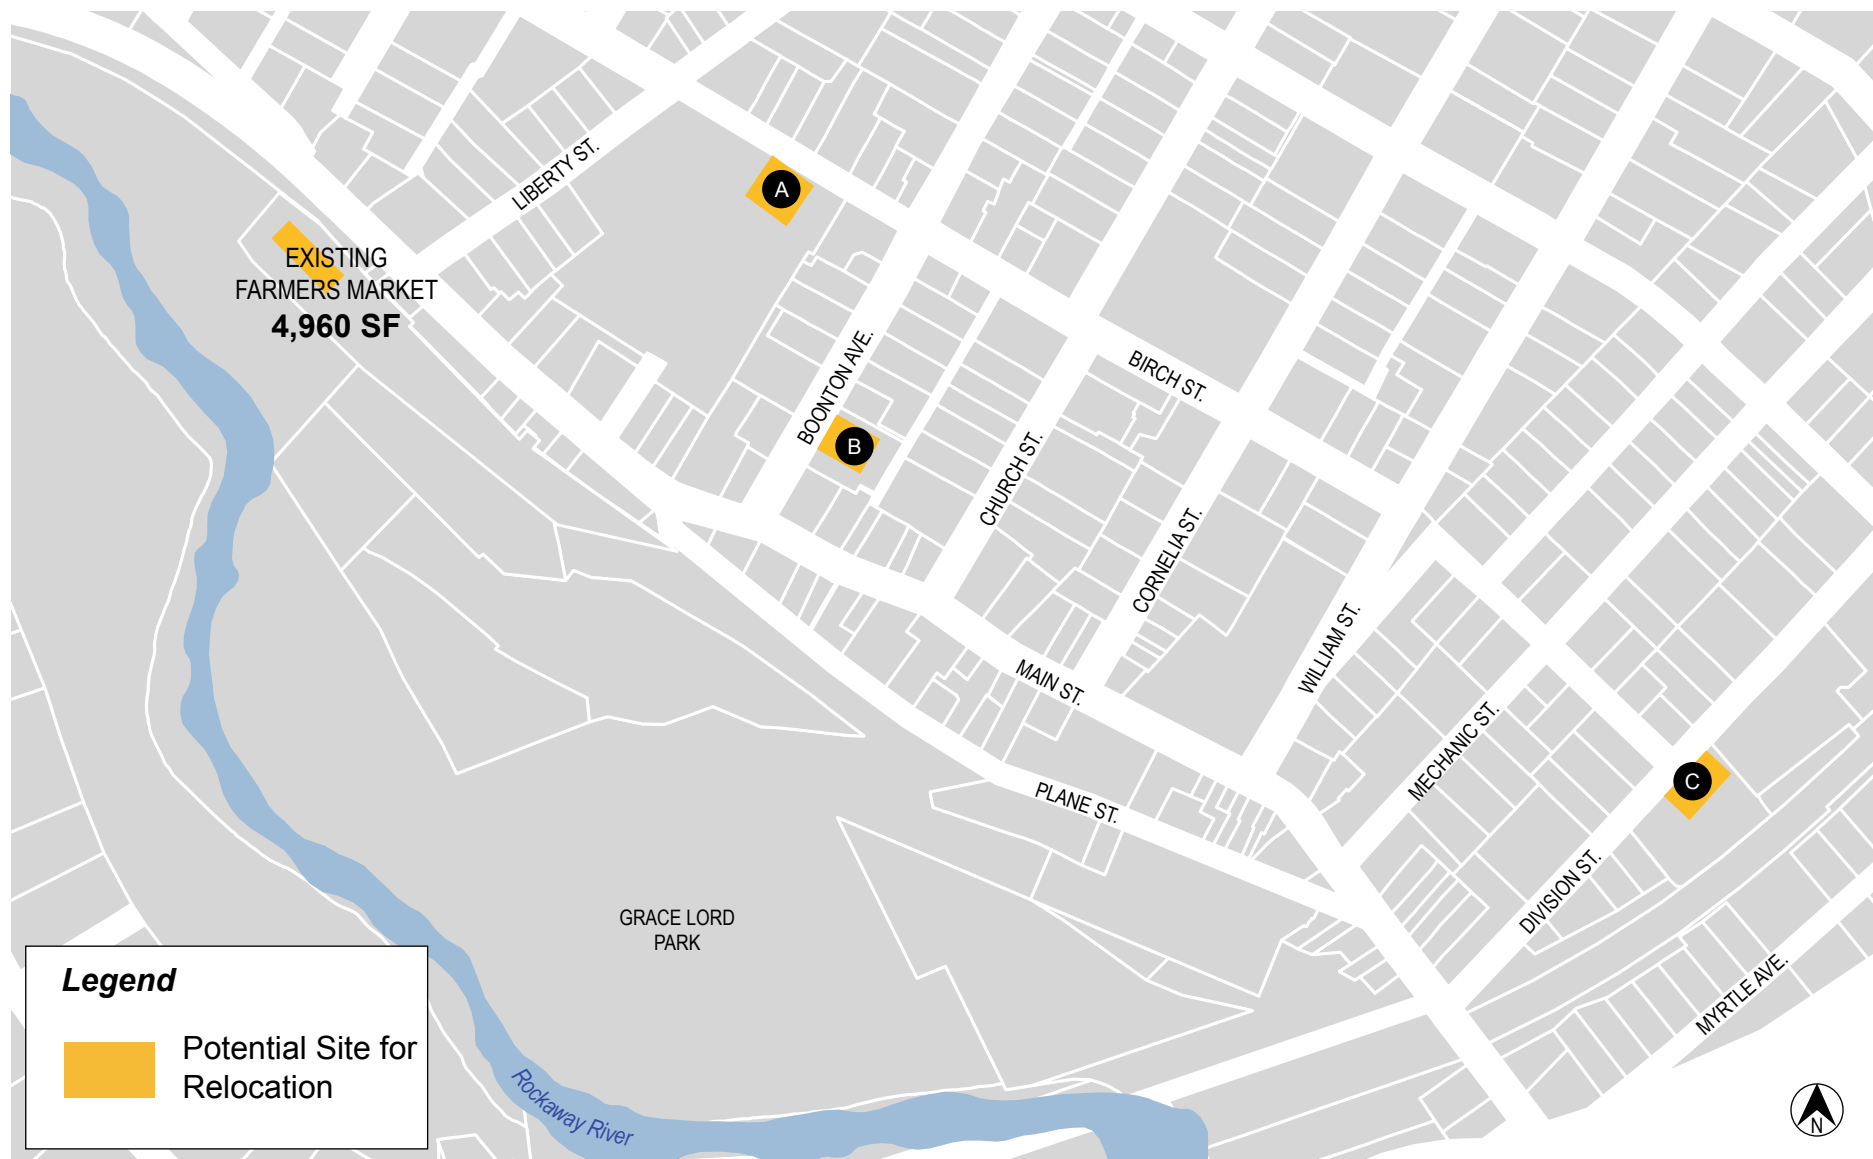 LIBERTY ST.
A
EXISTING
FARMERS MARKET
4,960 SF
BOONTON AVE.
B
BIRCH ST.
CHURCH ST.
CORNELIA ST.
WILLIAM ST.
MAIN ST.
MECHANIC ST.
C
PLANE ST.
DIVISION ST.
GRACE LORD
PARK
MYRTLE AVE.
Legend
Potential Site for
Relocation
Rockaway River
N